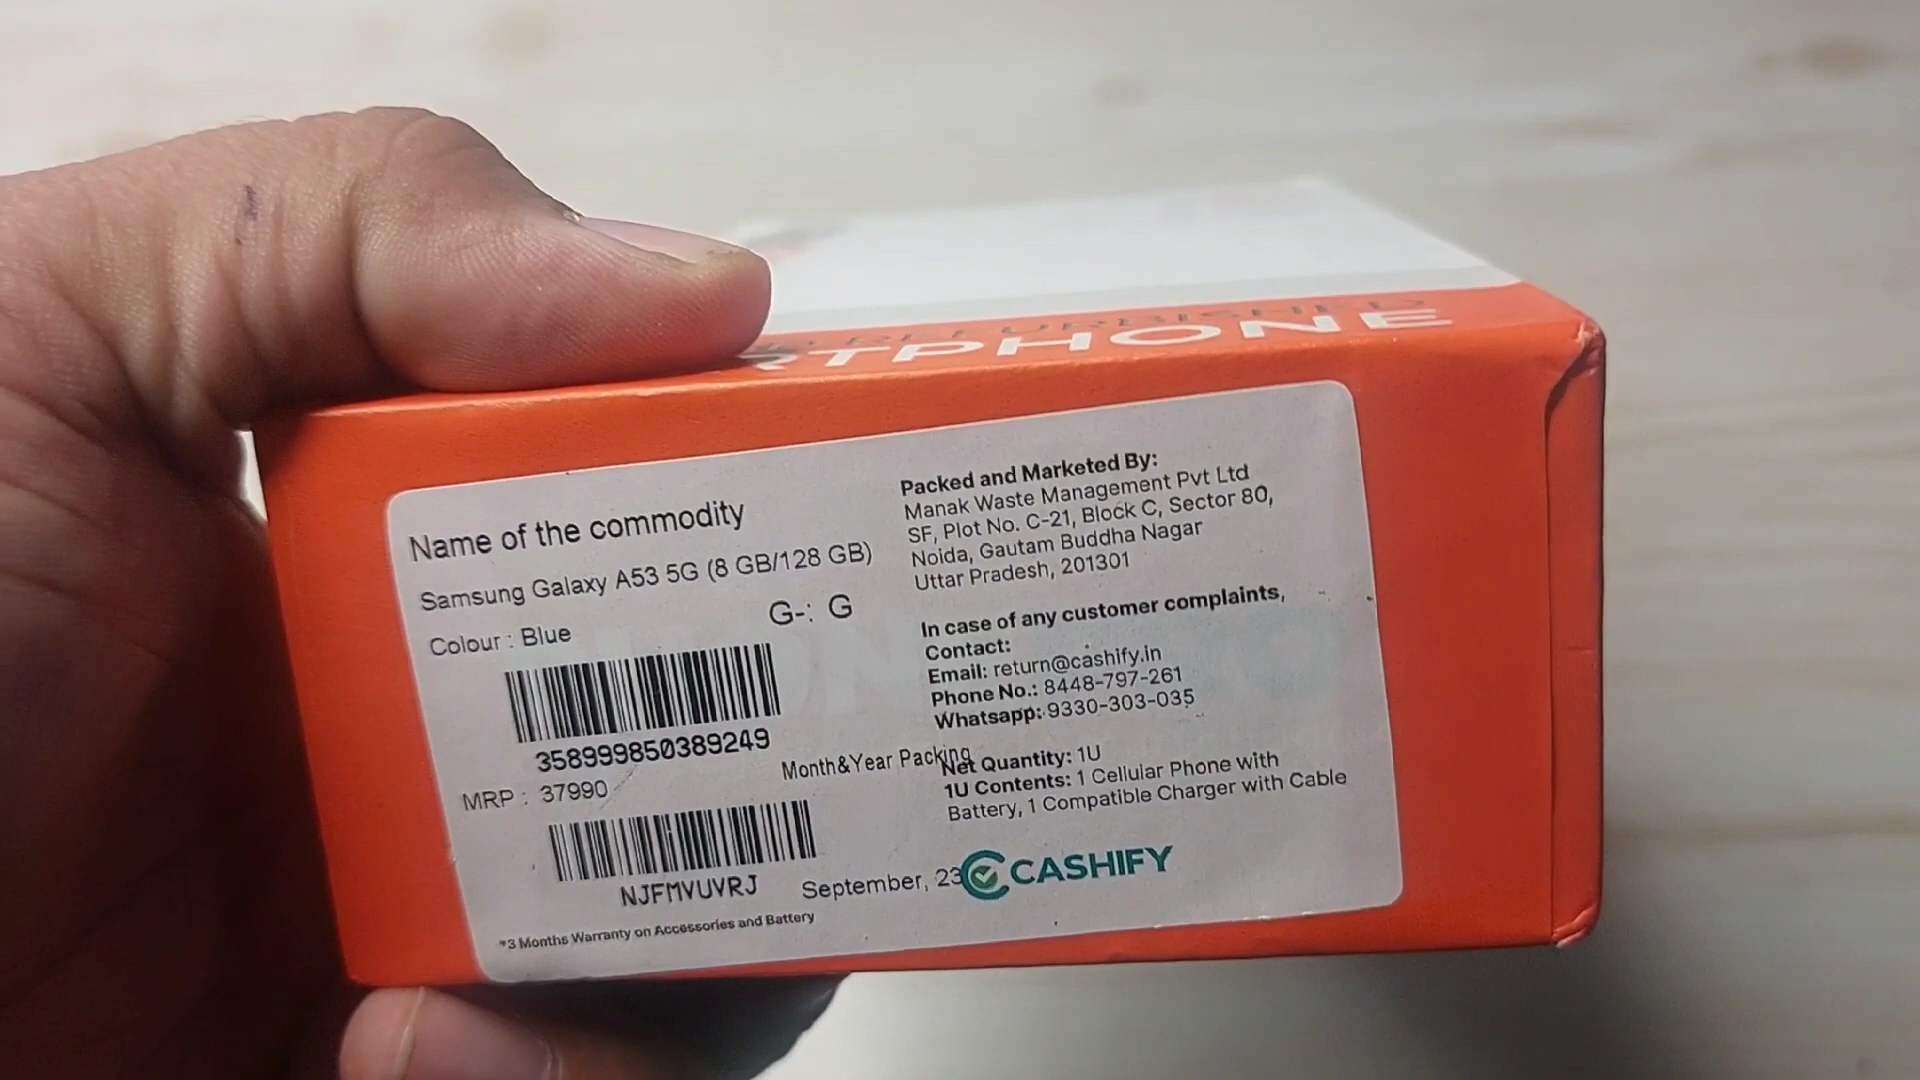 REFURBISHED
RTPHONE
Name of the commodity
Samsung Galaxy A53 5G (8 GB/128 GB)
G-: G
Colour : Blue
358999850389249
MRP : 37990
Month&Year Packing
NJFMVUVRJ
September, 23
*3 Months Warranty on Accessories and Battery
Packed and Marketed By:
Manak Waste Management Pvt Ltd
SF, Plot No. C-21, Block C, Sector 80,
Noida, Gautam Buddha Nagar
Uttar Pradesh, 201301
In case of any customer complaints,
Contact:
Email: return@cashify.in
Phone No.: 8448-797-261
Whatsapp: 9330-303-035
Net Quantity: 1U
1U Contents: 1 Cellular Phone with
Battery, 1 Compatible Charger with Cable
CASHIFY